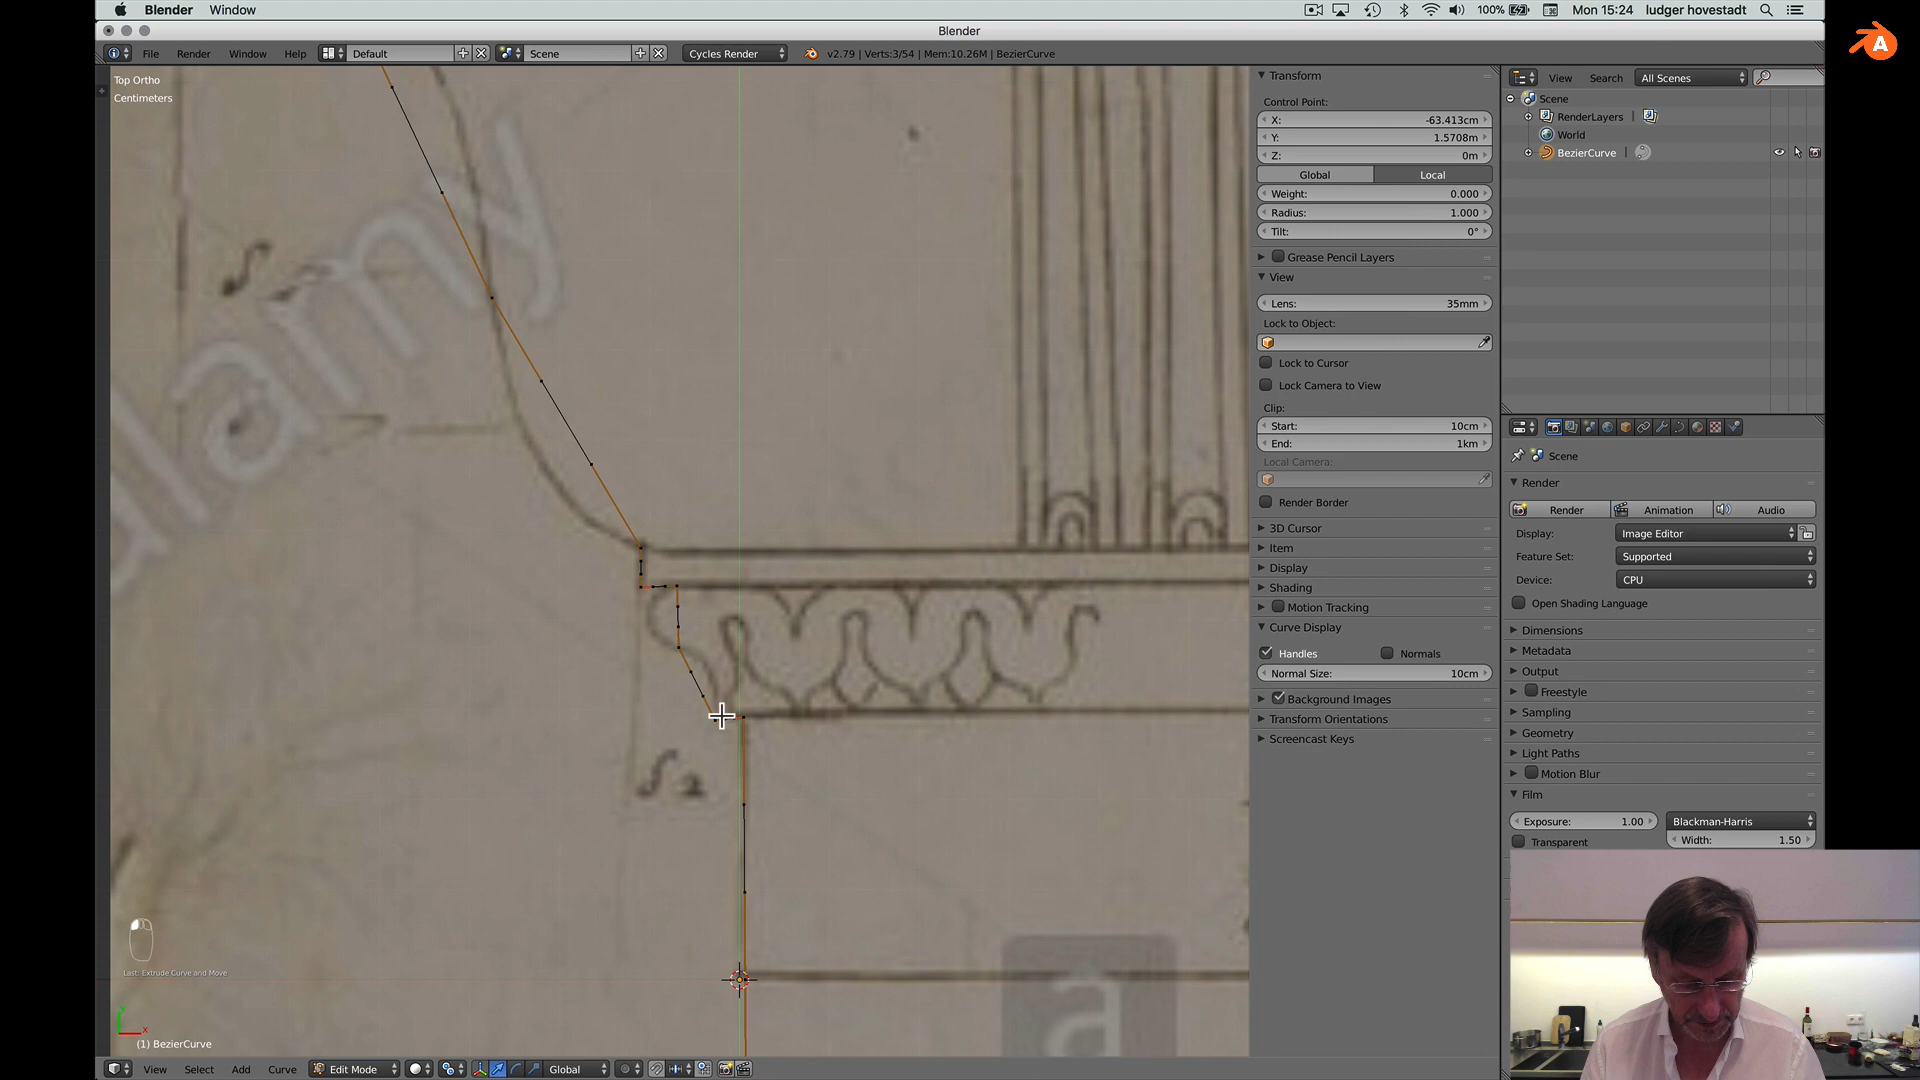 Blender Window 100% Mon 15:24 ludger hovestadt
Blender
File Render Window Help Default Scene Cycles Render v2.79 | Verts:3/54 | Mem:10.26M | BezierCurve
Top Ortho
Centimeters
Transform
Control Point:
X: -63.413cm
Y: 1.5708m
Z: 0m
Global Local
Weight: 0.000
Radius: 1.000
Tilt: 0°
Grease Pencil Layers
View
Lens: 35mm
Lock to Object:
Lock to Cursor
Lock Camera to View
Clip:
Start: 10cm
End: 1km
Local Camera:
Render Border
3D Cursor
Item
Display
Shading
Motion Tracking
Curve Display
Handles Normals
Normal Size: 10cm
Background Images
Transform Orientations
Screencast Keys
View Search All Scenes
Scene
RenderLayers
World
BezierCurve
Scene
Render
Render Animation Audio
Display: Image Editor
Feature Set: Supported
Device: CPU
Open Shading Language
Dimensions
Metadata
Output
Freestyle
Sampling
Geometry
Light Paths
Motion Blur
Film
Exposure: 1.00 Blackman-Harris
Transparent Width: 1.50
alamy
a
Last: Extrude Curve and Move
y
x
(1) BezierCurve
View Select Add Curve Edit Mode Global
A